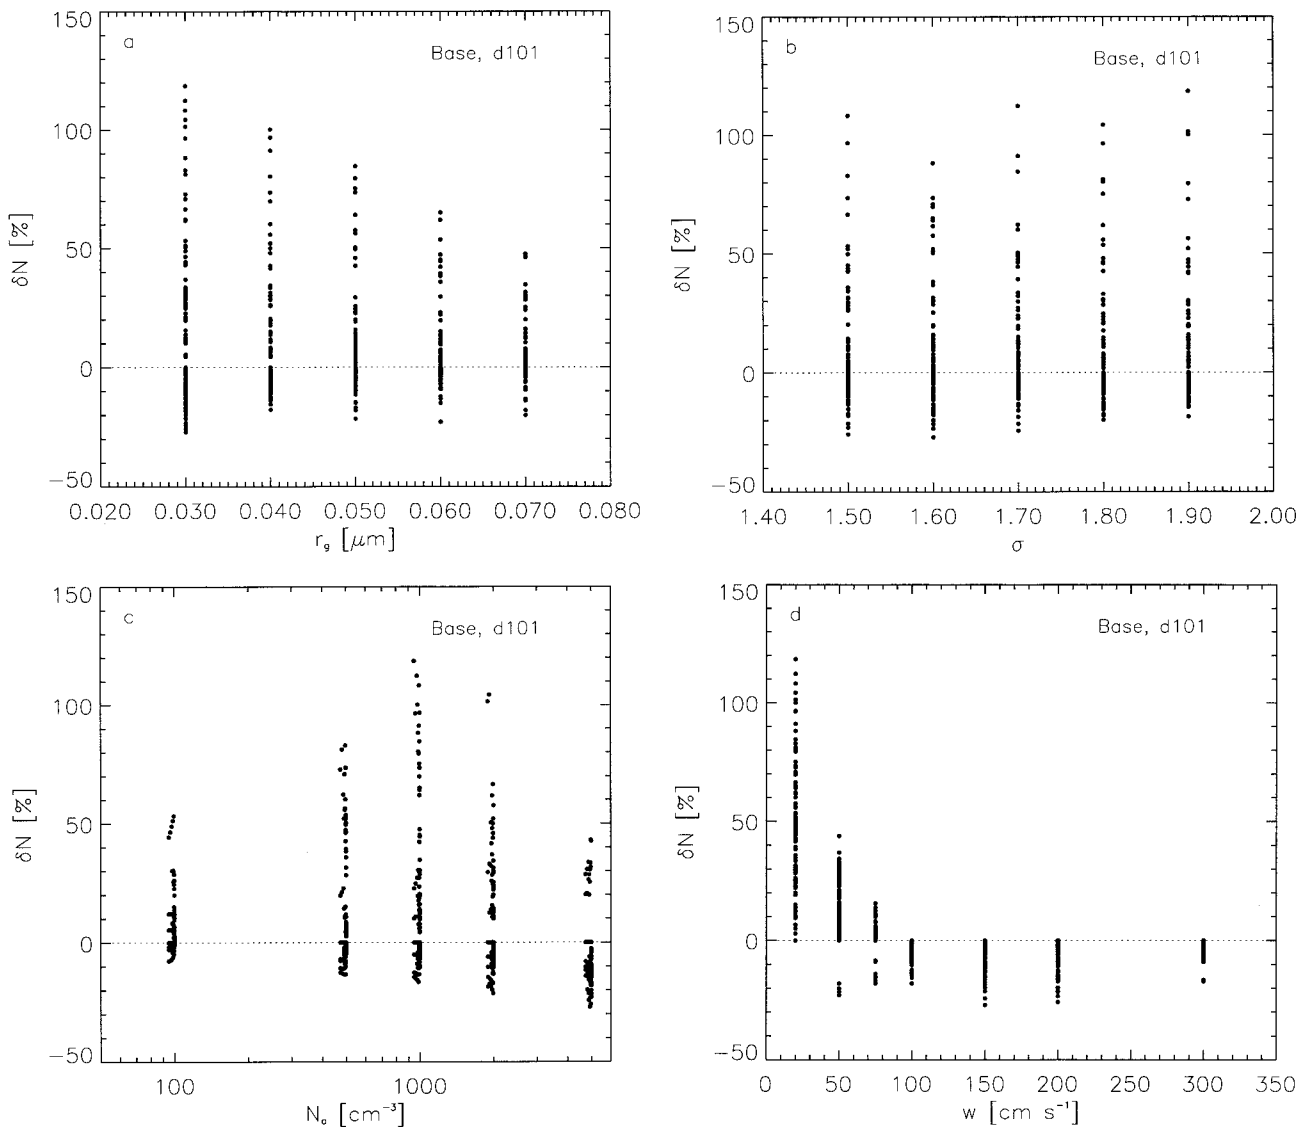 a
Base, d101
150
100
50
0
−50
δN [%]
0.020 0.030 0.040 0.050 0.060 0.070 0.080
r_g [μm]
b
Base, d101
150
100
50
0
−50
δN [%]
1.40 1.50 1.60 1.70 1.80 1.90 2.00
σ
c
Base, d101
150
100
50
0
−50
δN [%]
100 1000
N_a [cm⁻³]
d
Base, d101
150
100
50
0
−50
δN [%]
0 50 100 150 200 250 300 350
w [cm s⁻¹]